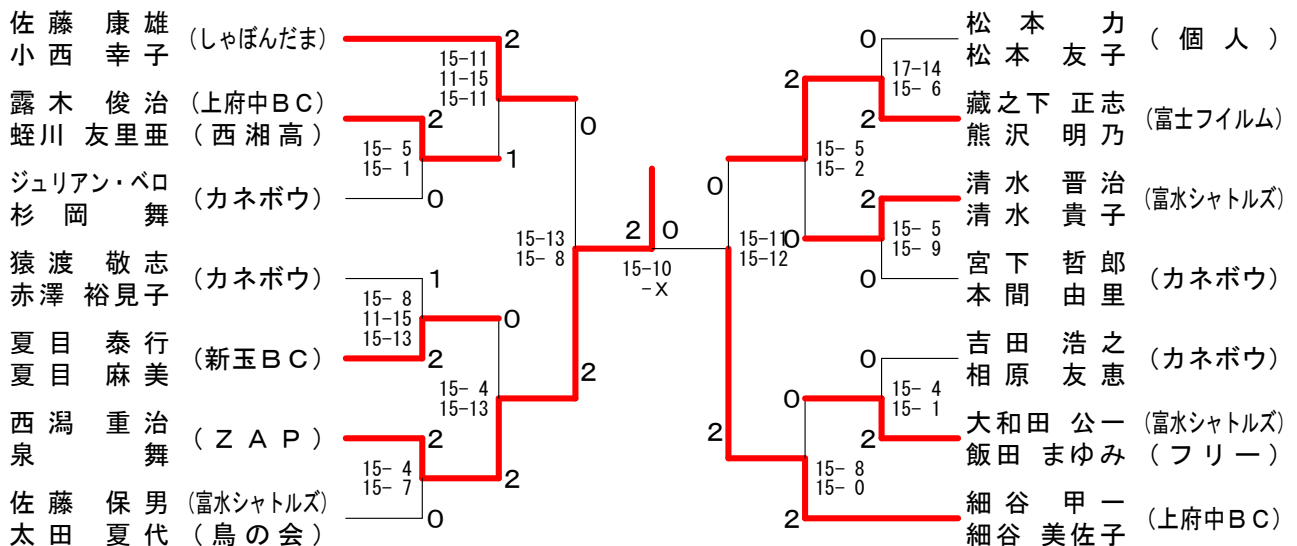 佐 藤 康 雄 (しゃぼんだま)
小 西 幸 子
2
15-11
11-15
15-11
露 木 俊 治 (上府中BC)
蛭川 友里亜 (西湘高)
2
15- 5
15- 1
1
0
ジュリアン・ベロ (カネボウ)
杉 岡 舞
0
15-13
15- 8
猿 渡 敬 志 (カネボウ)
赤澤 裕見子
1
15- 8
11-15
15-13
0
夏 目 泰 行 (新玉BC)
夏 目 麻 美
2
15- 4
15-13
2
西 潟 重 治 (ZAP)
泉 舞
2
15- 4
15- 7
2
佐 藤 保 男 (富水シャトルズ)
太 田 夏 代 (鳥の会)
0
2 0
15-10
-X
松 本 力 (個人)
松 本 友 子
0
17-14
15- 6
2
藏之下 正志 (富士フイルム)
熊 沢 明 乃
2
15- 5
15- 2
0
清 水 晋 治 (富水シャトルズ)
清 水 貴 子
2
15- 5
15- 9
0
15-11
15-12
宮 下 哲 郎 (カネボウ)
本 間 由 里
0
吉 田 浩 之 (カネボウ)
相 原 友 恵
0
15- 4
15- 1
0
大和田 公一 (富水シャトルズ)
飯田 まゆみ (フリー)
2
2
15- 8
15- 0
細 谷 甲 一 (上府中BC)
細谷 美佐子
2